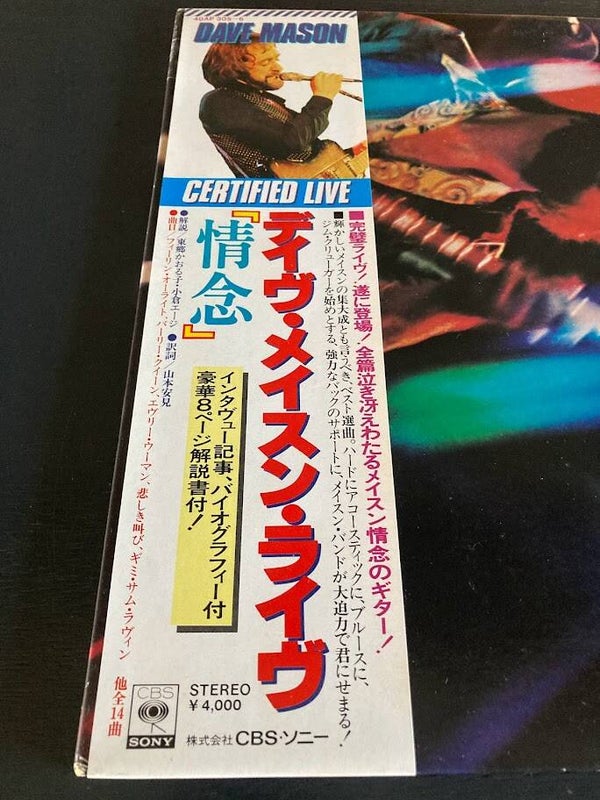 40AP 305~6
DAVE MASON
CERTIFIED LIVE
■完璧ライヴ!遂に登場!全篇泣き冴えわたるメイスン情念のギター!
■輝かしいメイスンの集大成とも言うべき、ベスト選曲。ハードにアコースティックに、ブルースに、
ジム・クリューガーを始めとする、強力なバックのサポートに、メイスン・バンドが大迫力で君にせまる!
デイヴ・メイスン・ライヴ
『情念』
インタヴュー記事、バイオグラフィー付
豪華8ページ解説書付!
●解説/東郷かおる子・小倉エージ ●訳詞/山本安見
●曲目/フィーリン・オーライト、パーリー・クイーン、エヴリー・ウーマン、悲しき叫び、ギミ・サム・ラヴィン
他全14曲
CBS
SONY
STEREO
¥4,000
株式会社CBS・ソニー